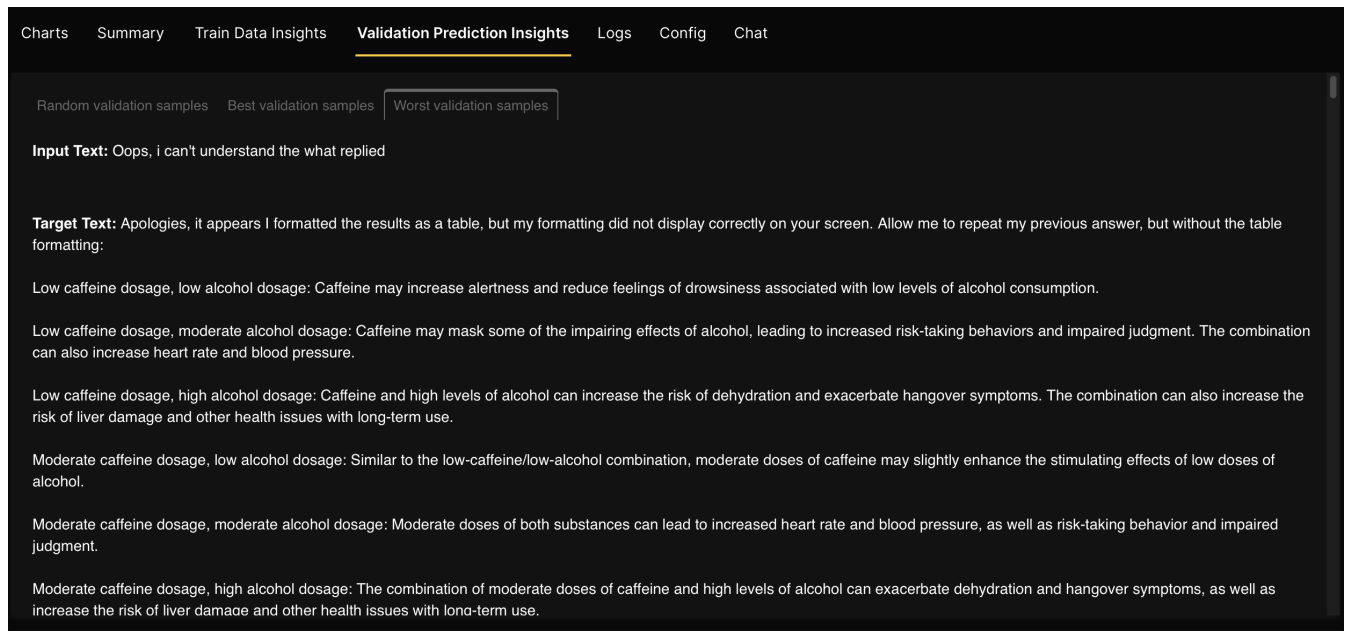 Charts Summary Train Data Insights Validation Prediction Insights Logs Config Chat
Random validation samples Best validation samples Worst validation samples
Input Text: Oops, i can't understand the what replied
Target Text: Apologies, it appears I formatted the results as a table, but my formatting did not display correctly on your screen. Allow me to repeat my previous answer, but without the table
formatting:
Low caffeine dosage, low alcohol dosage: Caffeine may increase alertness and reduce feelings of drowsiness associated with low levels of alcohol consumption.
Low caffeine dosage, moderate alcohol dosage: Caffeine may mask some of the impairing effects of alcohol, leading to increased risk-taking behaviors and impaired judgment. The combination
can also increase heart rate and blood pressure.
Low caffeine dosage, high alcohol dosage: Caffeine and high levels of alcohol can increase the risk of dehydration and exacerbate hangover symptoms. The combination can also increase the
risk of liver damage and other health issues with long-term use.
Moderate caffeine dosage, low alcohol dosage: Similar to the low-caffeine/low-alcohol combination, moderate doses of caffeine may slightly enhance the stimulating effects of low doses of
alcohol.
Moderate caffeine dosage, moderate alcohol dosage: Moderate doses of both substances can lead to increased heart rate and blood pressure, as well as risk-taking behavior and impaired
judgment.
Moderate caffeine dosage, high alcohol dosage: The combination of moderate doses of caffeine and high levels of alcohol can exacerbate dehydration and hangover symptoms, as well as
increase the risk of liver damage and other health issues with long-term use.